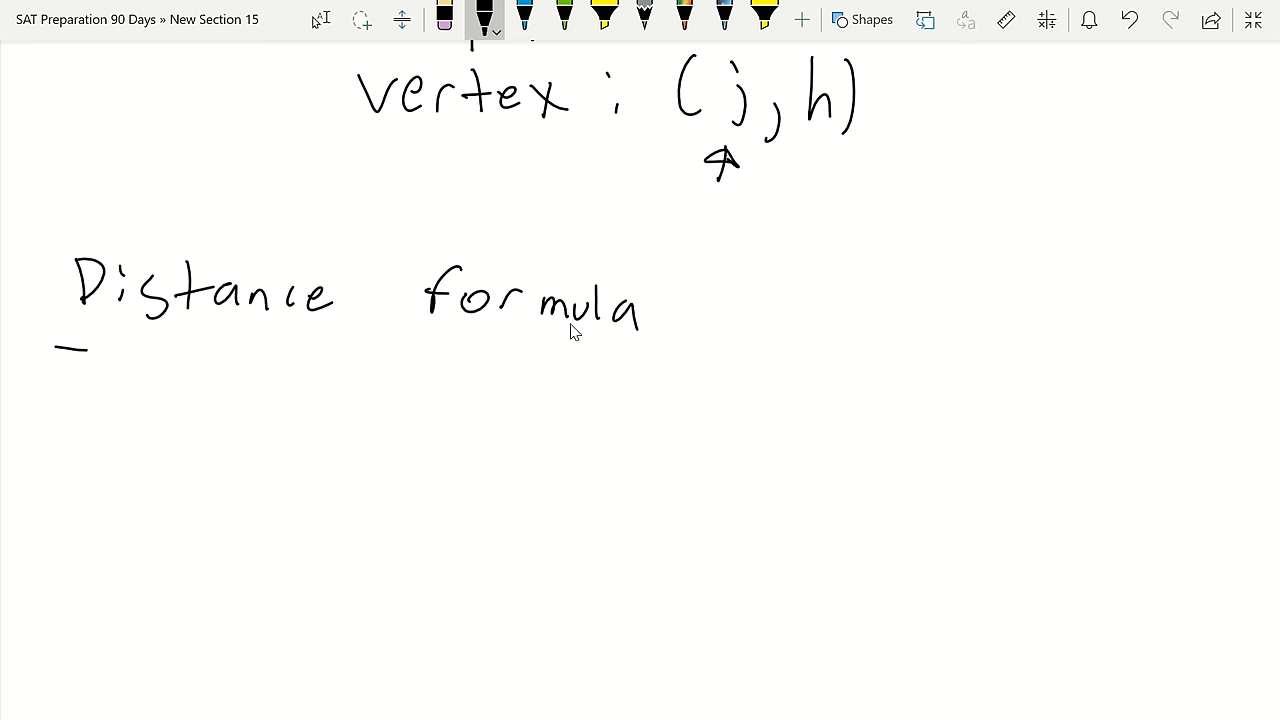 SAT Preparation 90 Days » New Section 15
Shapes
vertex : (j, h)
Distance formula